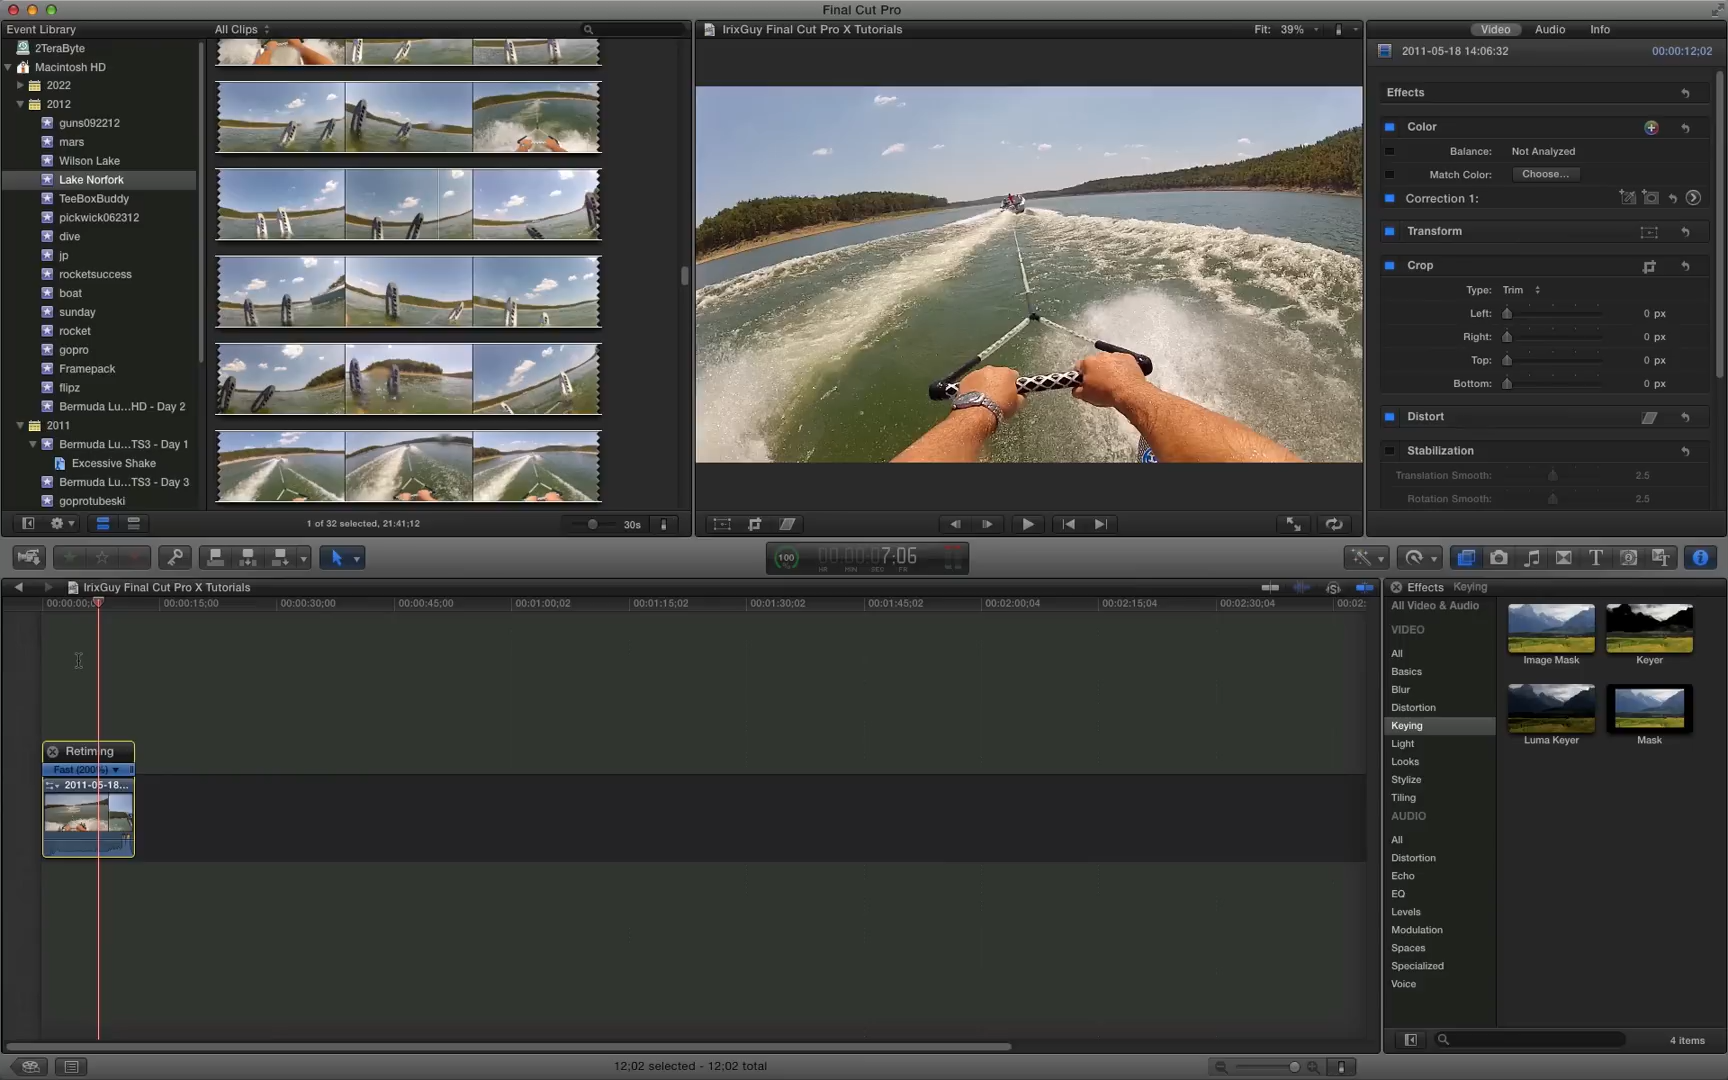 Final Cut Pro
Event Library
All Clips
IrixGuy Final Cut Pro X Tutorials
Fit: 39%
Video
Audio
Info
2TeraByte
Macintosh HD
2022
2012
guns092212
mars
Wilson Lake
Lake Norfork
TeeBoxBuddy
pickwick062312
dive
jp
rocketsuccess
boat
sunday
rocket
gopro
Framepack
flipz
Bermuda Lu...HD - Day 2
2011
Bermuda Lu...TS3 - Day 1
Excessive Shake
Bermuda Lu...TS3 - Day 3
goprotubeski
1 of 32 selected, 21:41;12
30s
2011-05-18 14:06:32
00:00:12;02
Effects
Color
Balance: Not Analyzed
Match Color: Choose...
Correction 1:
Transform
Crop
Type: Trim
Left: 0 px
Right: 0 px
Top: 0 px
Bottom: 0 px
Distort
Stabilization
Translation Smooth: 2.5
Rotation Smooth: 2.5
100
00:00:07;06
HR MIN SEC FR
IrixGuy Final Cut Pro X Tutorials
00:00:00;00
00:00:15;00
00:00:30;00
00:00:45;00
00:01:00;02
00:01:15;02
00:01:30;02
00:01:45;02
00:02:00;04
00:02:15;04
00:02:30;04
00:02:
Retiming
Fast (200%)
2011-05-18...
Effects Keying
All Video & Audio
VIDEO
All
Basics
Blur
Distortion
Keying
Light
Looks
Stylize
Tiling
AUDIO
All
Distortion
Echo
EQ
Levels
Modulation
Spaces
Specialized
Voice
Image Mask
Keyer
Luma Keyer
Mask
4 items
12;02 selected - 12;02 total